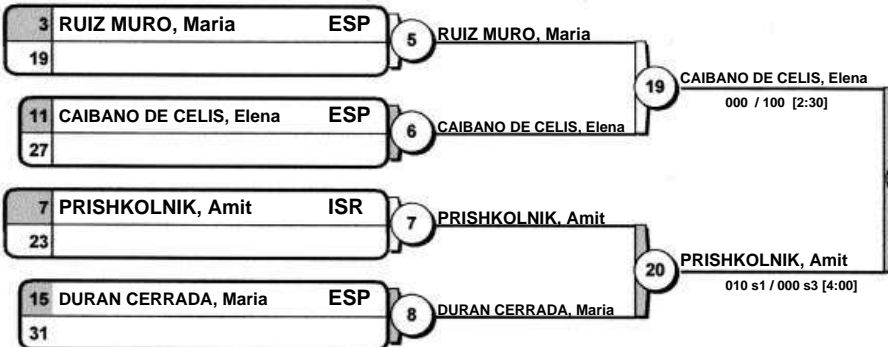 3 RUIZ MURO, Maria ESP
19
5 RUIZ MURO, Maria
11 CAIBANO DE CELIS, Elena ESP
27
6 CAIBANO DE CELIS, Elena
19 CAIBANO DE CELIS, Elena
000 / 100 [2:30]
7 PRISHKOLNIK, Amit ISR
23
7 PRISHKOLNIK, Amit
15 DURAN CERRADA, Maria ESP
31
8 DURAN CERRADA, Maria
20 PRISHKOLNIK, Amit
010 s1 / 000 s3 [4:00]